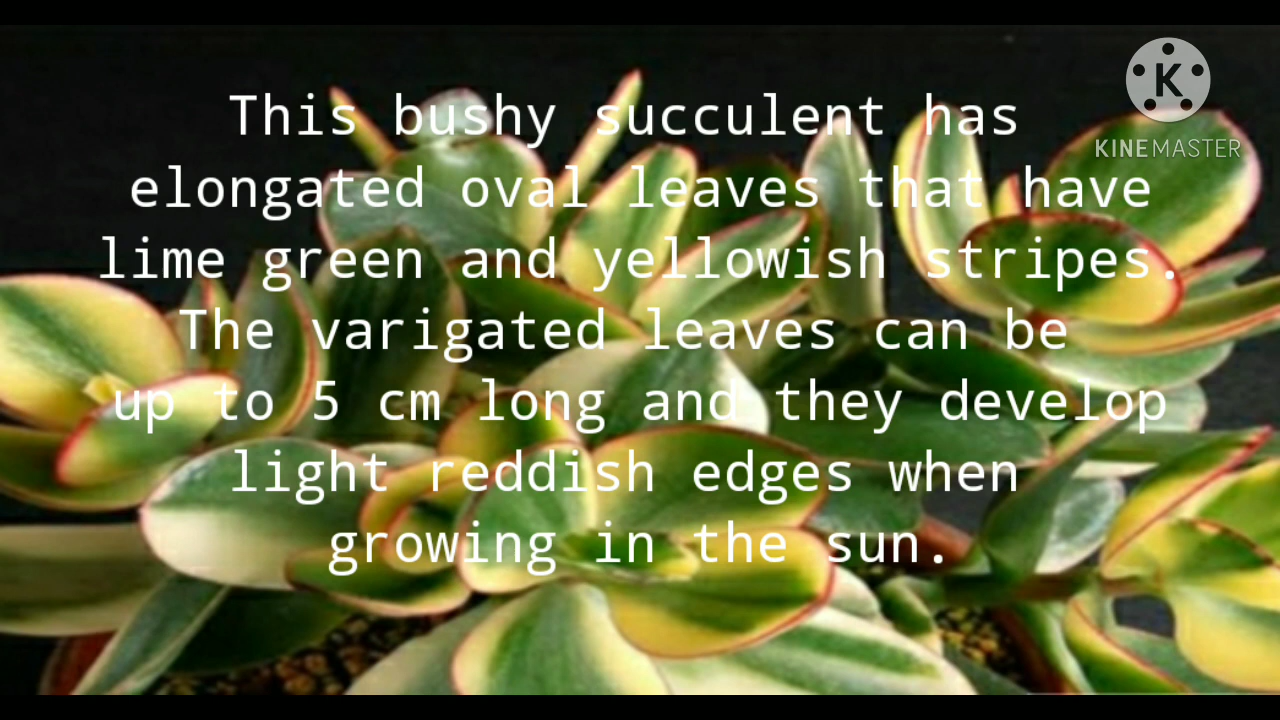 This bushy succulent has
elongated oval leaves that have
lime green and yellowish stripes.
The varigated leaves can be
up to 5 cm long and they develop
light reddish edges when
growing in the sun.
K
KINEMASTER